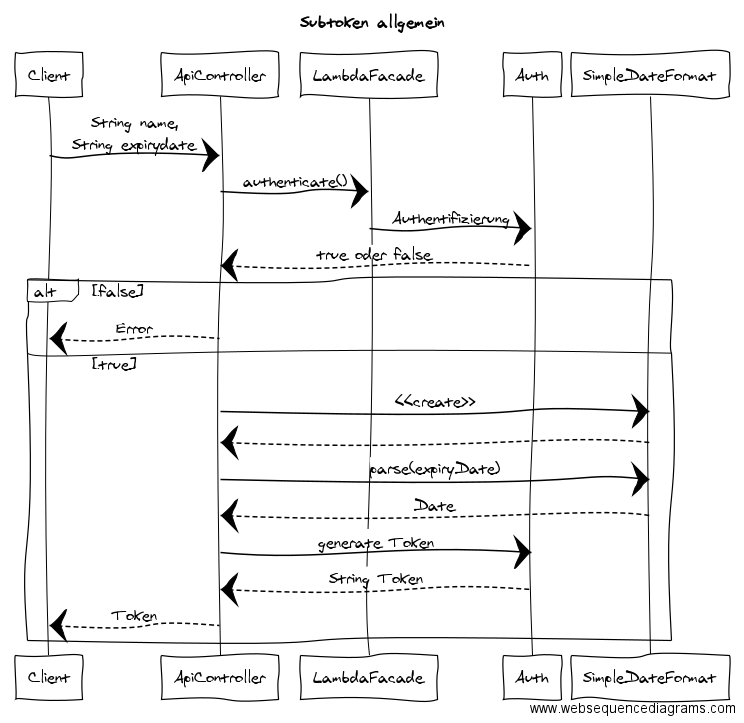 Subtoken allgemein
Client
ApiController
LambdaFacade
Auth
SimpleDateFormat
String name,
String expirydate
authenticate()
Authentifizierung
true oder false
alt
[false]
Error
[true]
<<create>>
parse(expiryDate)
Date
generate Token
String Token
Token
Client
ApiController
LambdaFacade
Auth
SimpleDateFormat
www.websequencediagrams.com